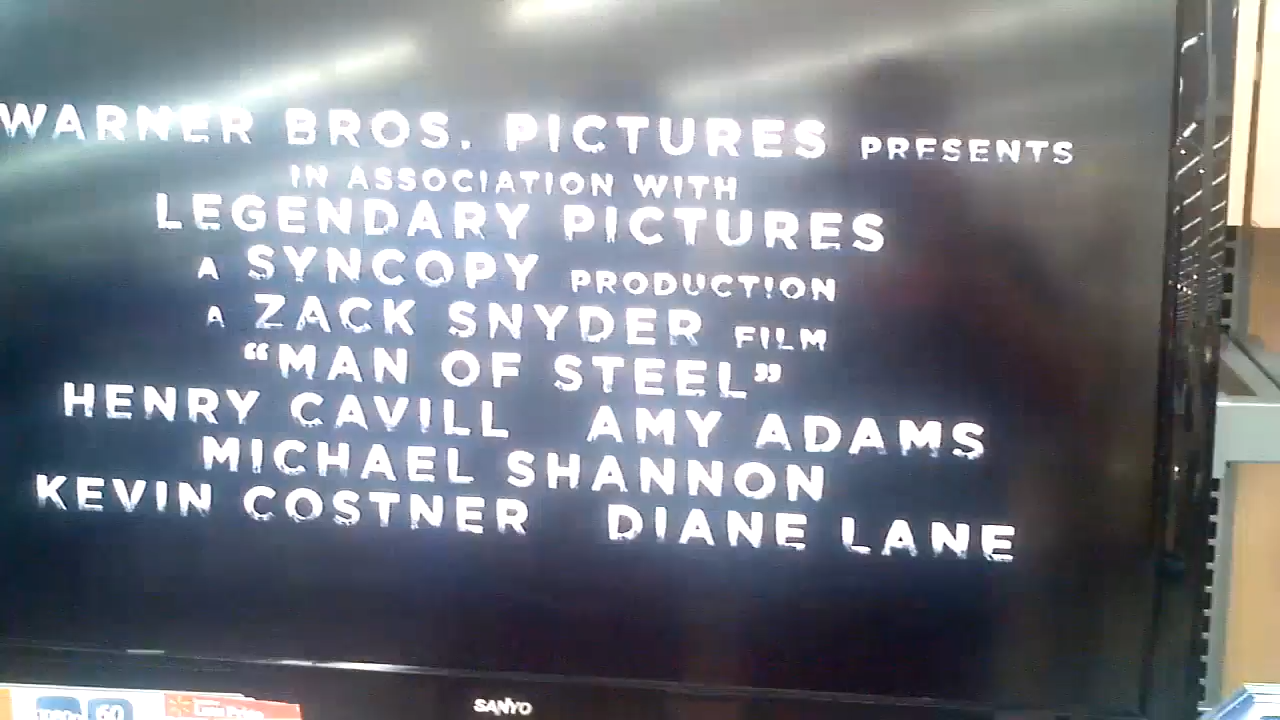 WARNER BROS. PICTURES PRESENTS
IN ASSOCIATION WITH
LEGENDARY PICTURES
A SYNCOPY PRODUCTION
A ZACK SNYDER FILM
“MAN OF STEEL”
HENRY CAVILL AMY ADAMS
MICHAEL SHANNON
KEVIN COSTNER DIANE LANE
SANYO
60